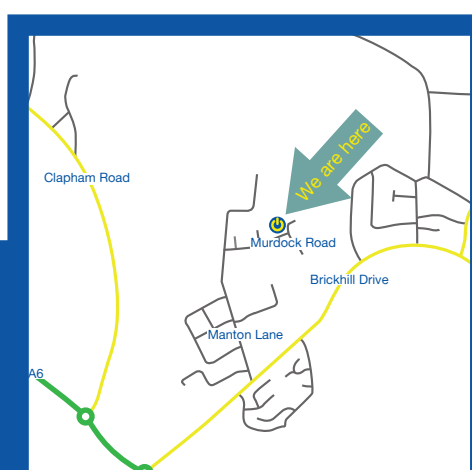 We are here
Clapham Road
Murdock Road
Brickhill Drive
Manton Lane
A6